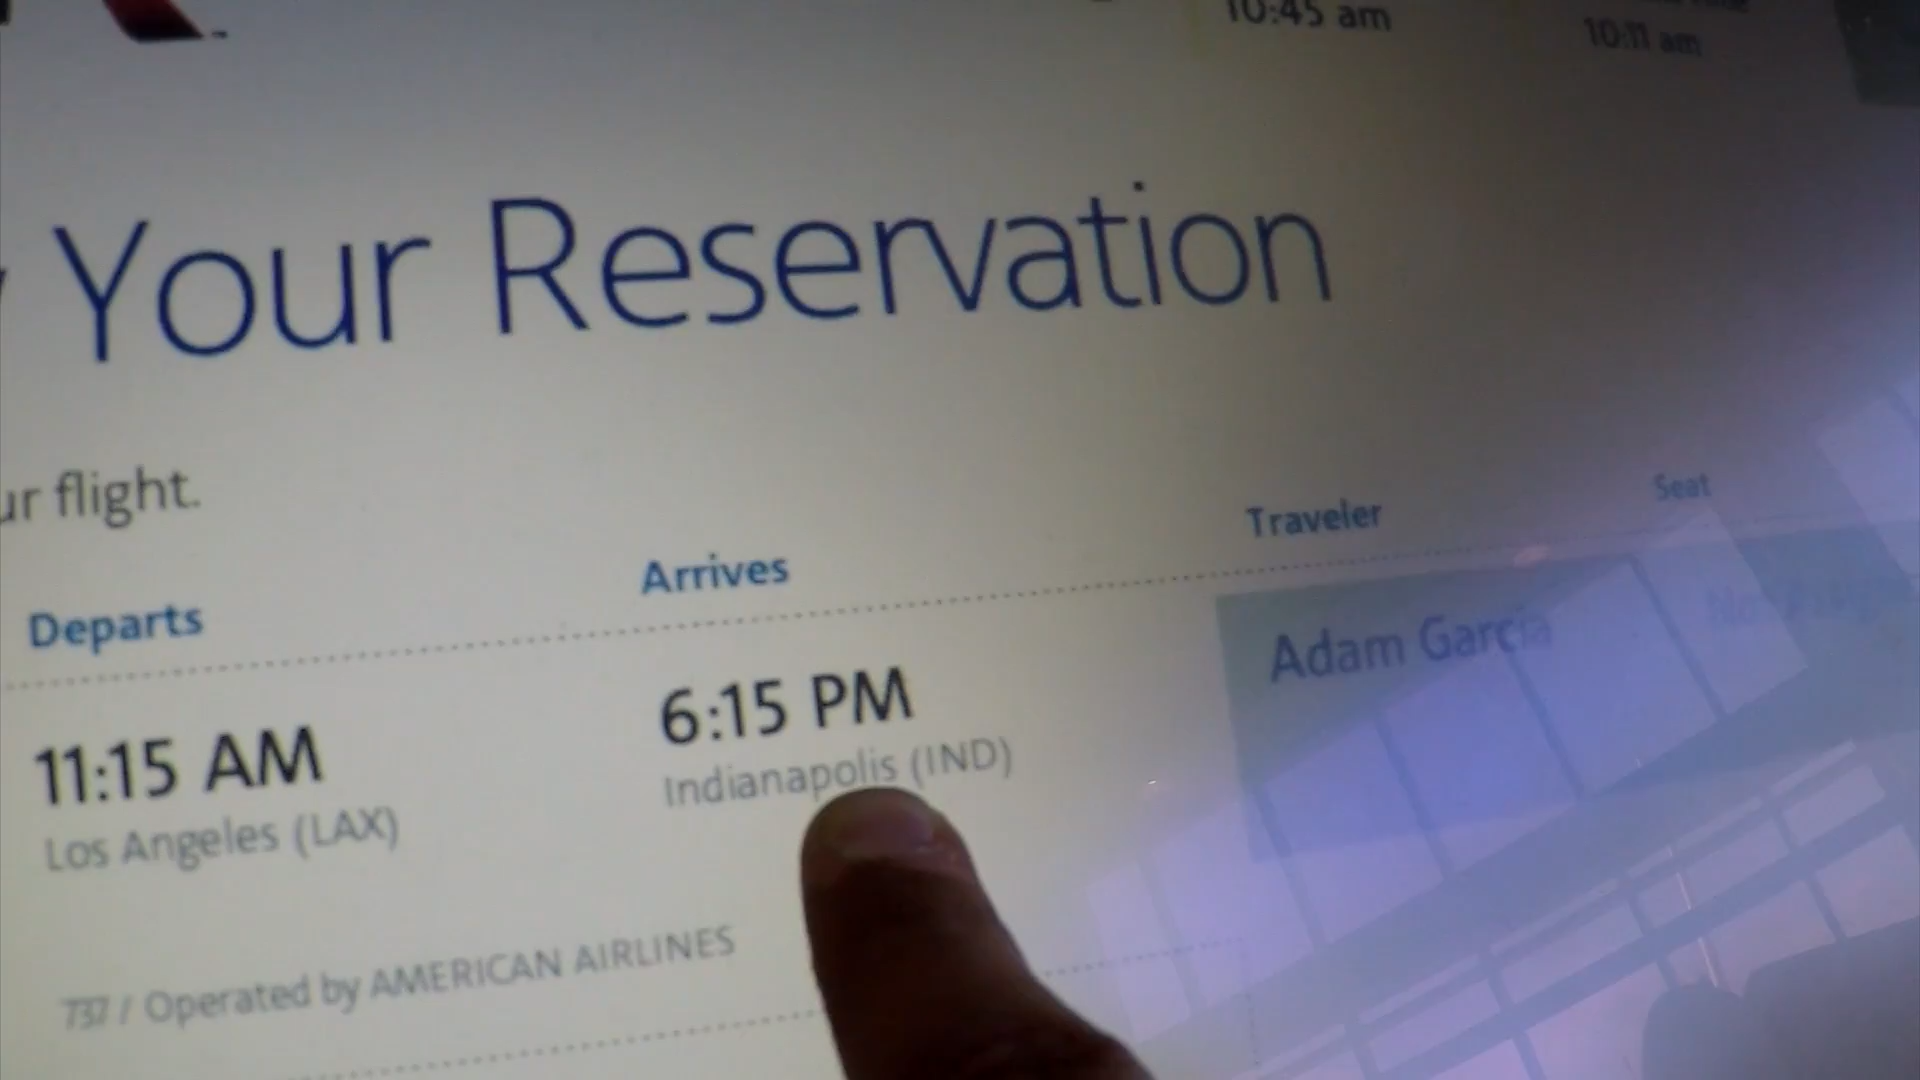 10:45 am
10:11 am
Your Reservation
ur flight.
Departs
Arrives
Traveler
Seat
11:15 AM
6:15 PM
Adam Garcia
Los Angeles (LAX)
Indianapolis (IND)
737 / Operated by AMERICAN AIRLINES